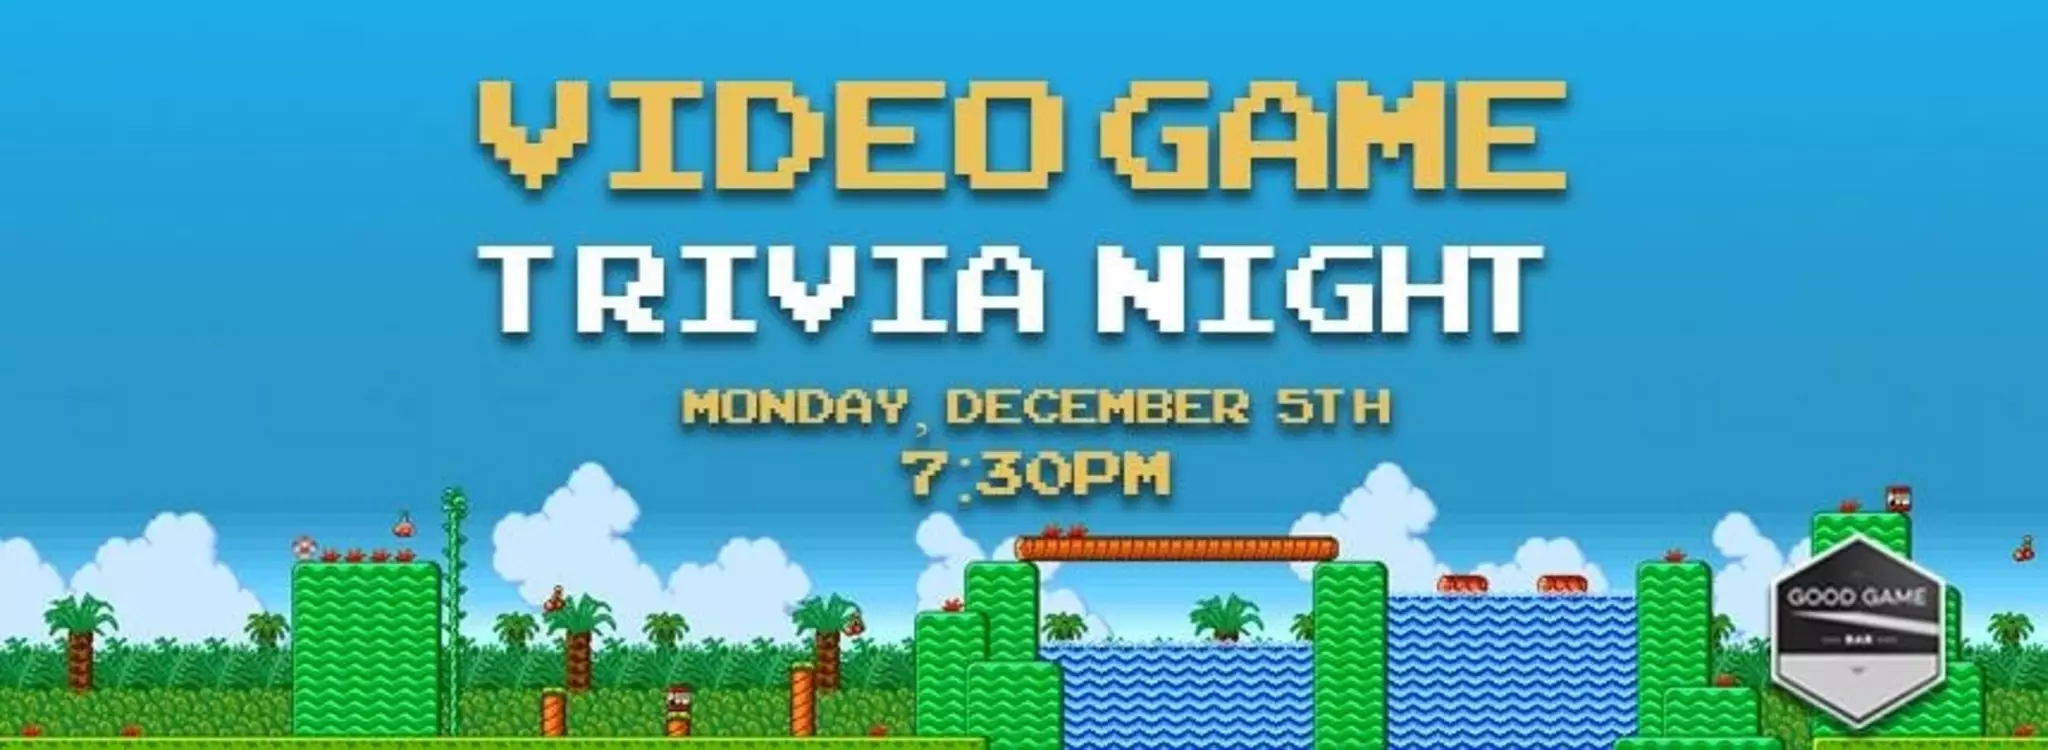 VIDEO GAME
TRIVIA NIGHT
MONDAY, DECEMBER 5TH
7:30PM
GOOD GAME
BAR